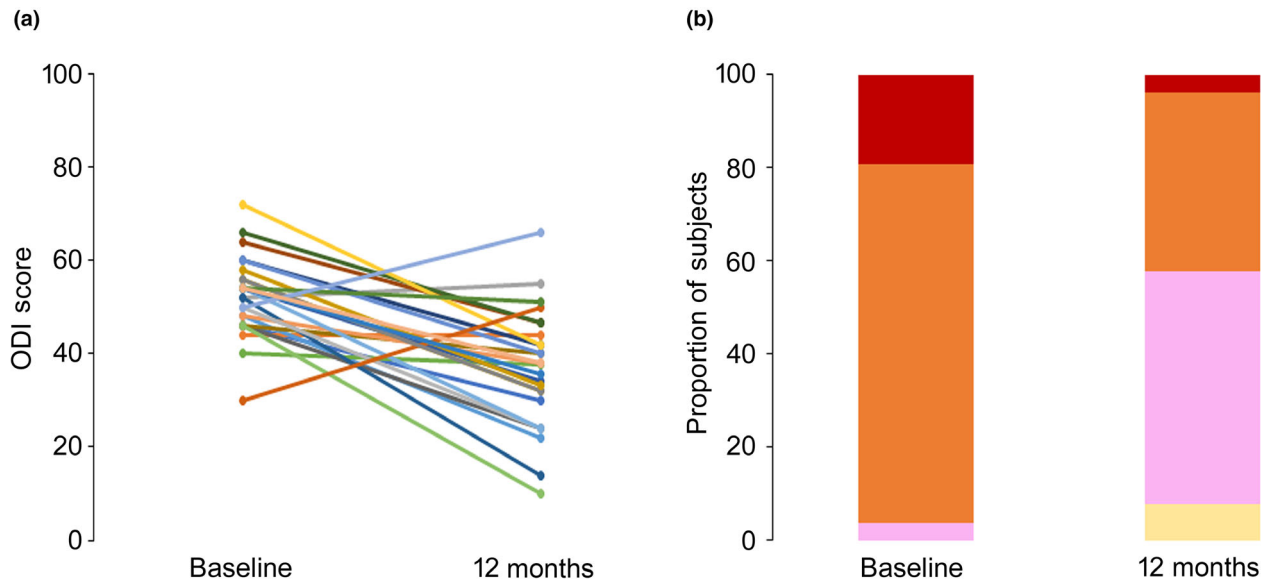 (a)
ODI score
100
80
60
40
20
0
Baseline
12 months
(b)
Proportion of subjects
100
80
60
40
20
0
Baseline
12 months